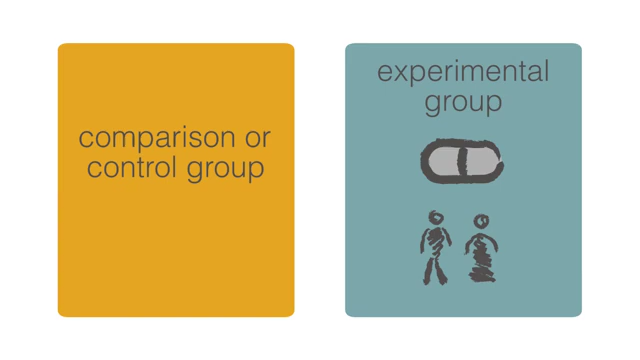 comparison or
control group
experimental
group